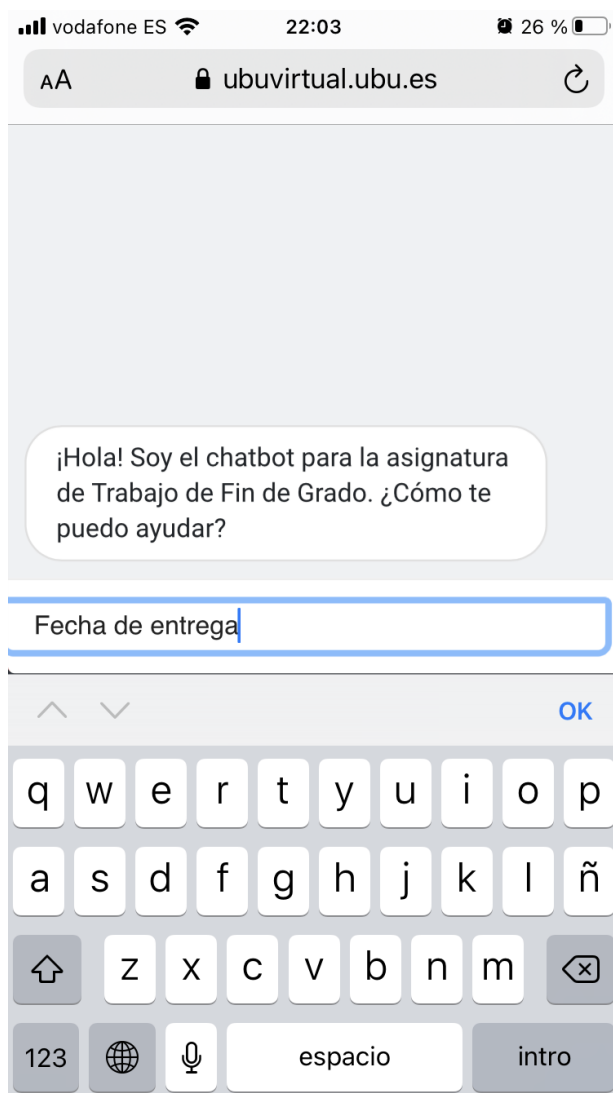 vodafone ES 22:03 26 %
AA ubuvirtual.ubu.es
¡Hola! Soy el chatbot para la asignatura
de Trabajo de Fin de Grado. ¿Cómo te
puedo ayudar?
Fecha de entrega
OK
q w e r t y u i o p
a s d f g h j k l ñ
z x c v b n m
123 espacio intro